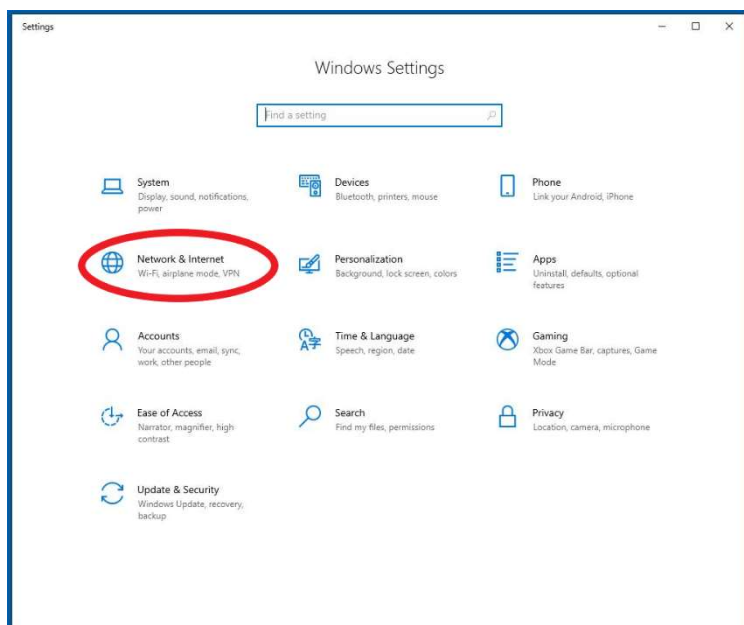 Settings
Windows Settings
Find a setting
System
Display, sound, notifications,
power
Devices
Bluetooth, printers, mouse
Phone
Link your Android, iPhone
Network & Internet
Wi-Fi, airplane mode, VPN
Personalization
Background, lock screen, colors
Apps
Uninstall, defaults, optional
features
Accounts
Your accounts, email, sync,
work, other people
Time & Language
Speech, region, date
Gaming
Xbox Game Bar, captures, Game
Mode
Ease of Access
Narrator, magnifier, high
contrast
Search
Find my files, permissions
Privacy
Location, camera, microphone
Update & Security
Windows Update, recovery,
backup